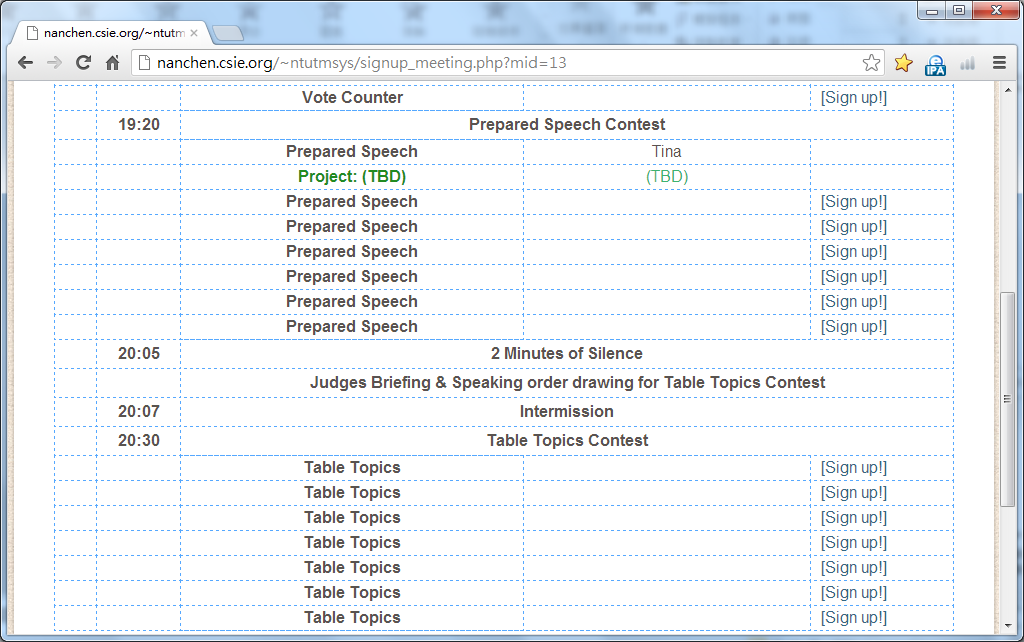 nanchen.csie.org/~ntutm
nanchen.csie.org/~ntutmsys/signup_meeting.php?mid=13
IPA
Vote Counter [Sign up!]
19:20 Prepared Speech Contest
Prepared Speech Tina
Project: (TBD) (TBD)
Prepared Speech [Sign up!]
Prepared Speech [Sign up!]
Prepared Speech [Sign up!]
Prepared Speech [Sign up!]
Prepared Speech [Sign up!]
Prepared Speech [Sign up!]
20:05 2 Minutes of Silence
Judges Briefing & Speaking order drawing for Table Topics Contest
20:07 Intermission
20:30 Table Topics Contest
Table Topics [Sign up!]
Table Topics [Sign up!]
Table Topics [Sign up!]
Table Topics [Sign up!]
Table Topics [Sign up!]
Table Topics [Sign up!]
Table Topics [Sign up!]